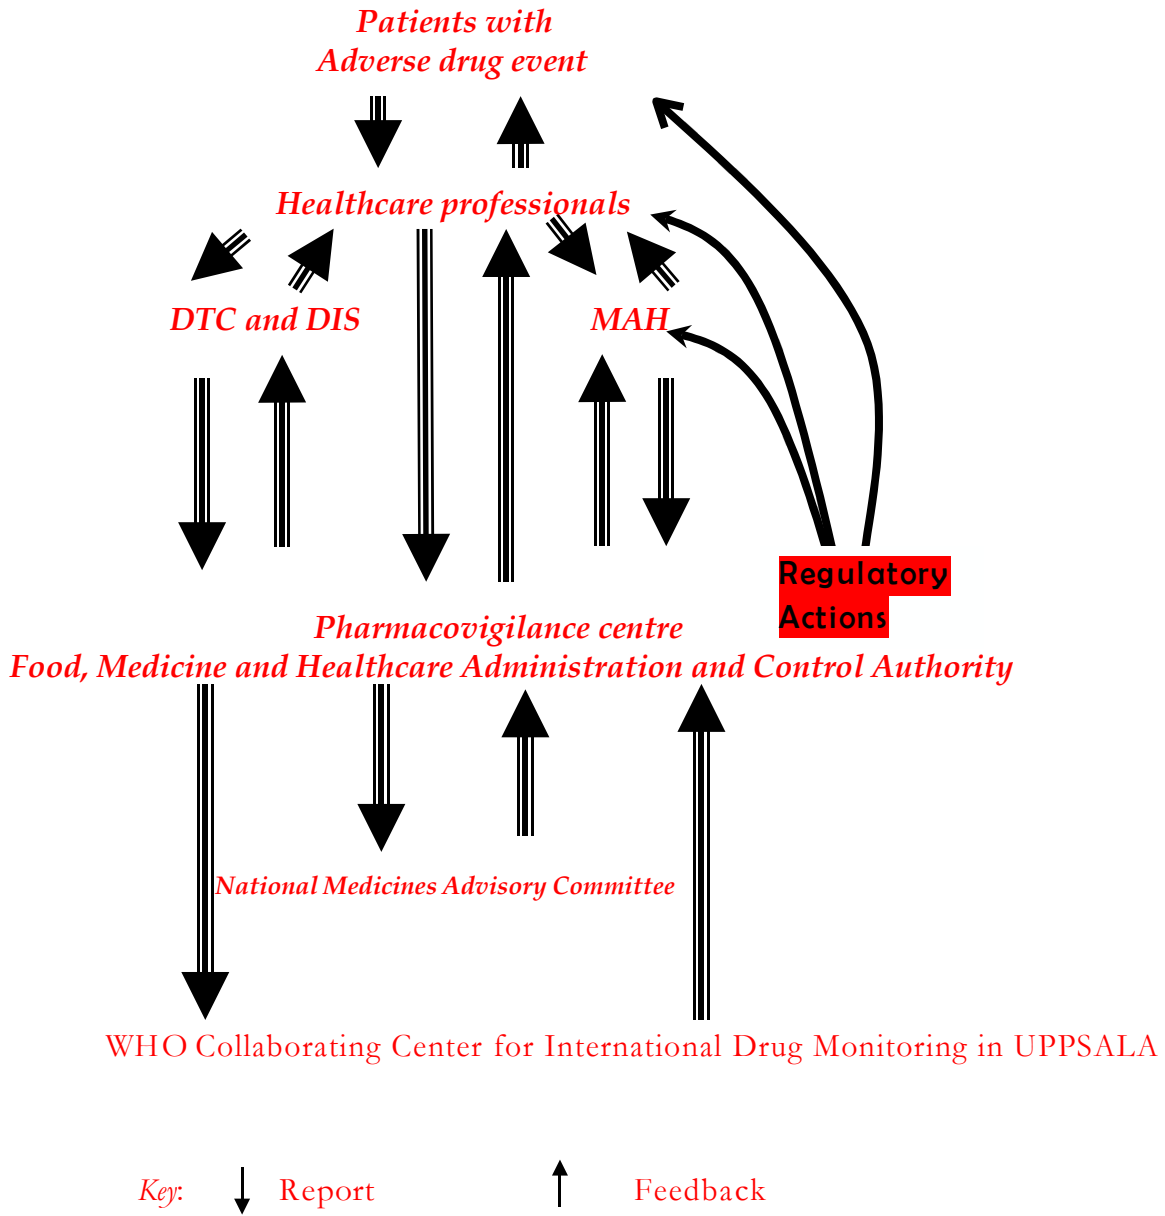 Patients with
Adverse drug event
Healthcare professionals
DTC and DIS
MAH
Regulatory
Actions
Pharmacovigilance centre
Food, Medicine and Healthcare Administration and Control Authority
National Medicines Advisory Committee
WHO Collaborating Center for International Drug Monitoring in UPPSALA
Key: Report Feedback